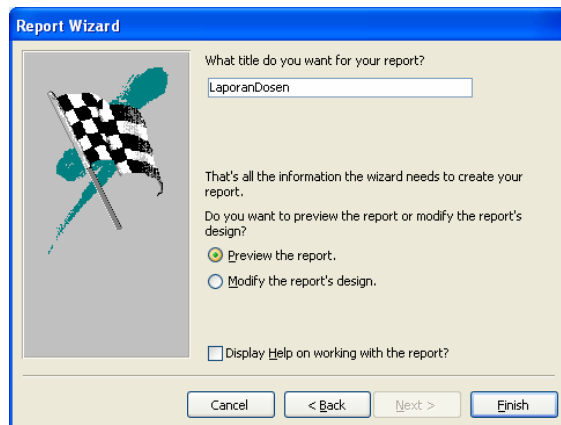 Report Wizard
What title do you want for your report?
LaporanDosen
That's all the information the wizard needs to create your
report.
Do you want to preview the report or modify the report's
design?
Preview the report.
Modify the report's design.
Display Help on working with the report?
Cancel
< Back
Next >
Finish